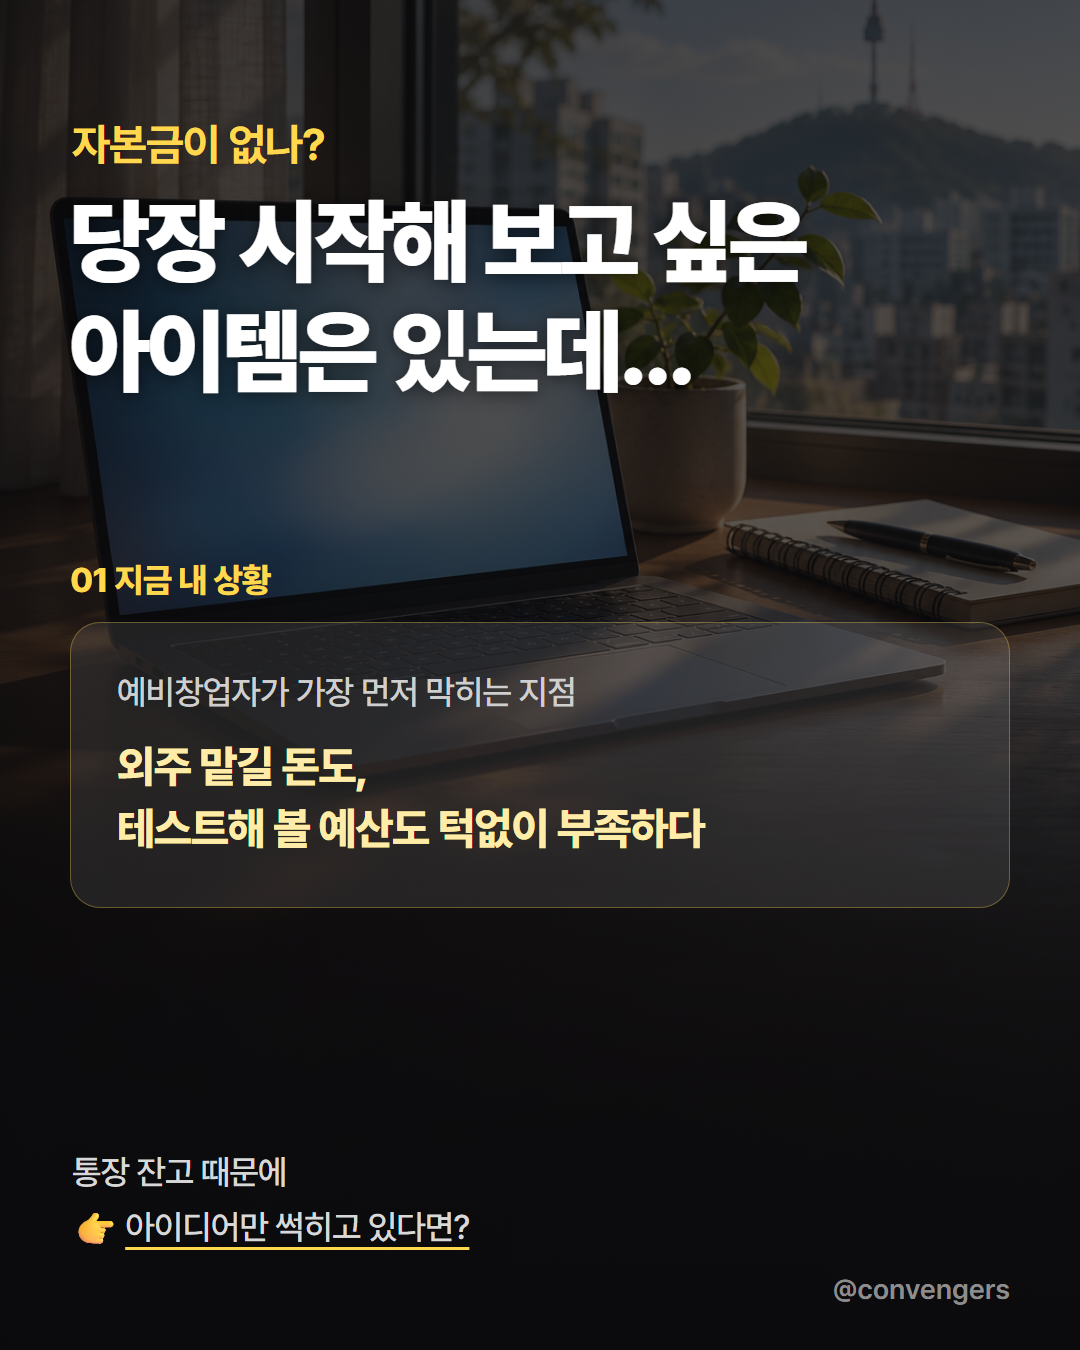 자본금이 없나?
당장 시작해 보고 싶은
아이템은 있는데...
01 지금 내 상황
예비창업자가 가장 먼저 막히는 지점
외주 맡길 돈도,
테스트해 볼 예산도 턱없이 부족하다
통장 잔고 때문에
👉 아이디어만 썩히고 있다면?
@convengers